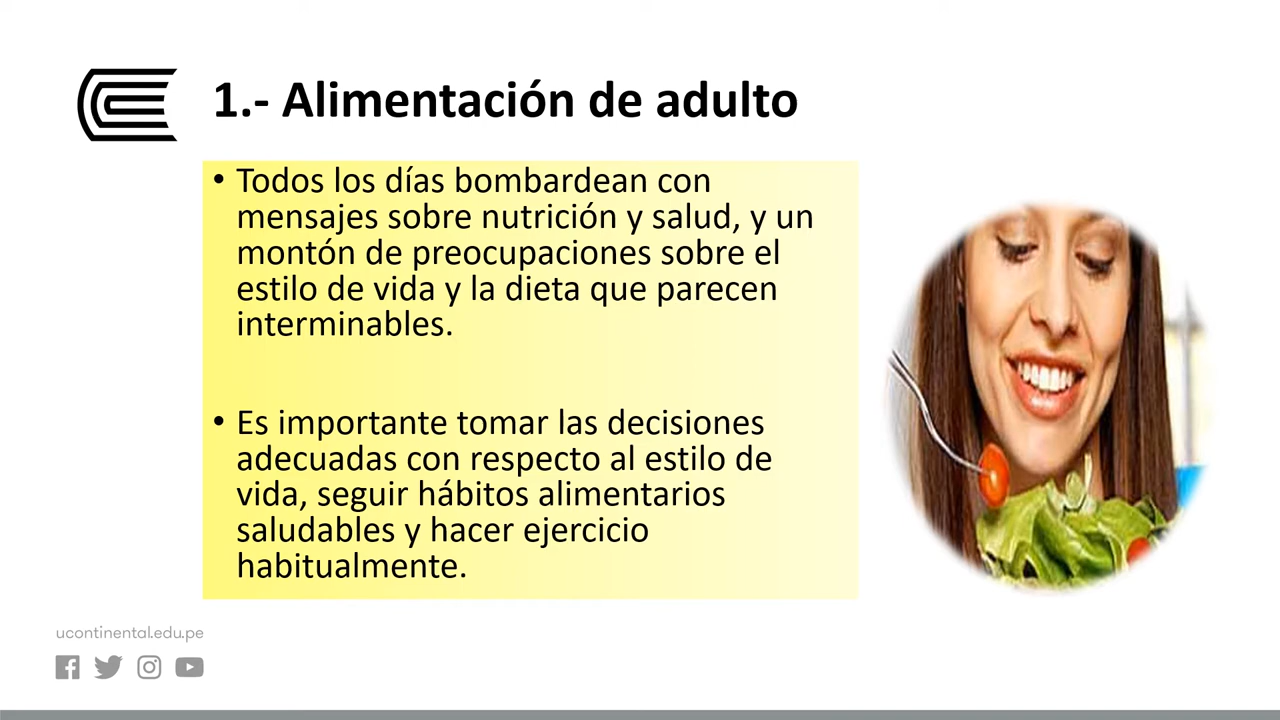 1.- Alimentación de adulto
• Todos los días bombardean con
mensajes sobre nutrición y salud, y un
montón de preocupaciones sobre el
estilo de vida y la dieta que parecen
interminables.
• Es importante tomar las decisiones
adecuadas con respecto al estilo de
vida, seguir hábitos alimentarios
saludables y hacer ejercicio
habitualmente.
ucontinental.edu.pe